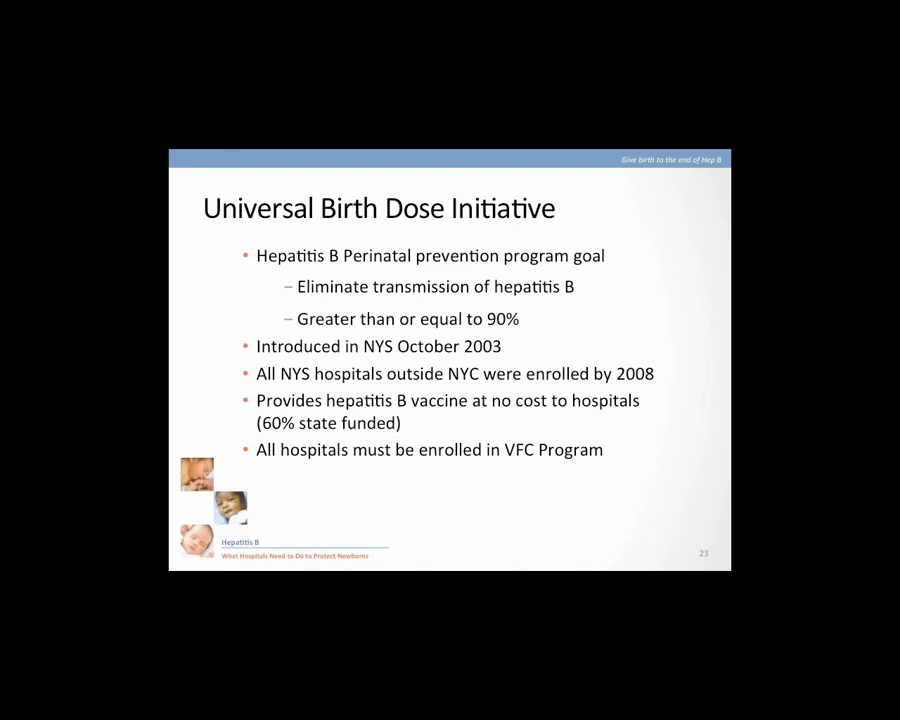 Give birth to the end of Hep B
Universal Birth Dose Initiative
• Hepatitis B Perinatal prevention program goal
– Eliminate transmission of hepatitis B
– Greater than or equal to 90%
• Introduced in NYS October 2003
• All NYS hospitals outside NYC were enrolled by 2008
• Provides hepatitis B vaccine at no cost to hospitals
(60% state funded)
• All hospitals must be enrolled in VFC Program
Hepatitis B
What Hospitals Need to Do to Protect Newborns
23